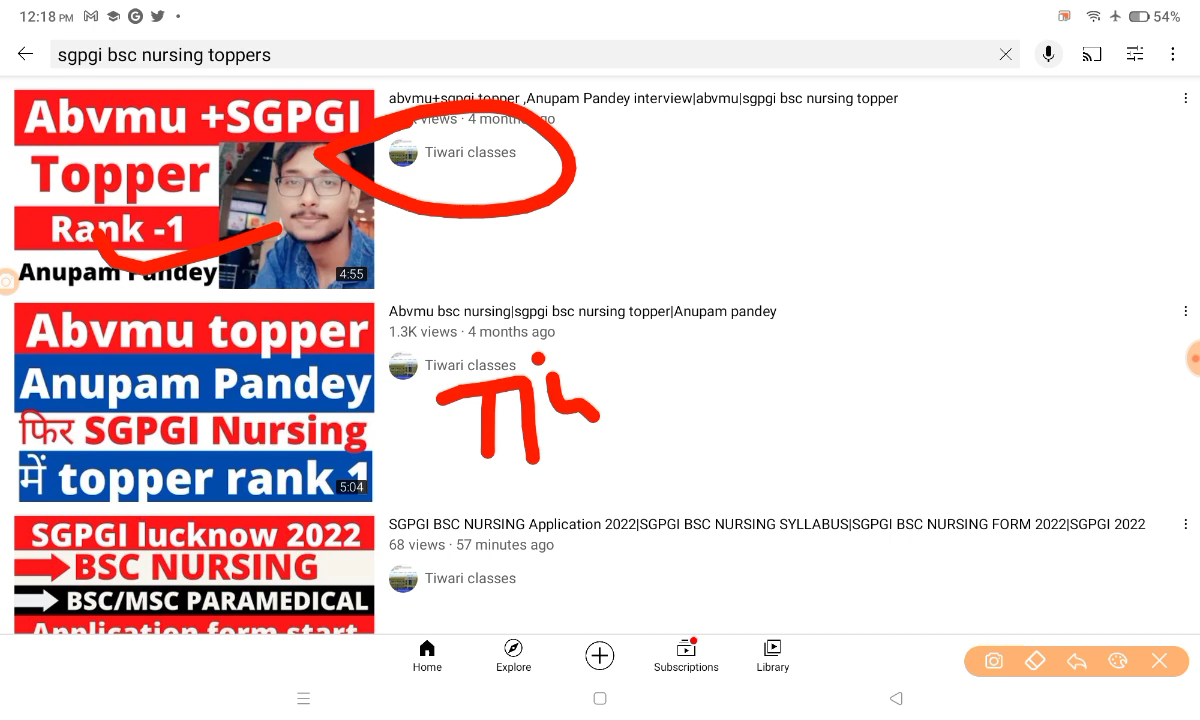 12:18 PM
54%
sgpgi bsc nursing toppers
Abvmu +SGPGI
Topper
Rank -1
Anupam Pandey
4:55
abvmu+sgpgi topper ,Anupam Pandey interview|abvmu|sgpgi bsc nursing topper
views · 4 months ago
Tiwari classes
Abvmu topper
Anupam Pandey
फिर SGPGI Nursing
में topper rank 1
5:04
Abvmu bsc nursing|sgpgi bsc nursing topper|Anupam pandey
1.3K views · 4 months ago
Tiwari classes
SGPGI lucknow 2022
BSC NURSING
BSC/MSC PARAMEDICAL
Application form start
SGPGI BSC NURSING Application 2022|SGPGI BSC NURSING SYLLABUS|SGPGI BSC NURSING FORM 2022|SGPGI 2022
68 views · 57 minutes ago
Tiwari classes
Home
Explore
Subscriptions
Library